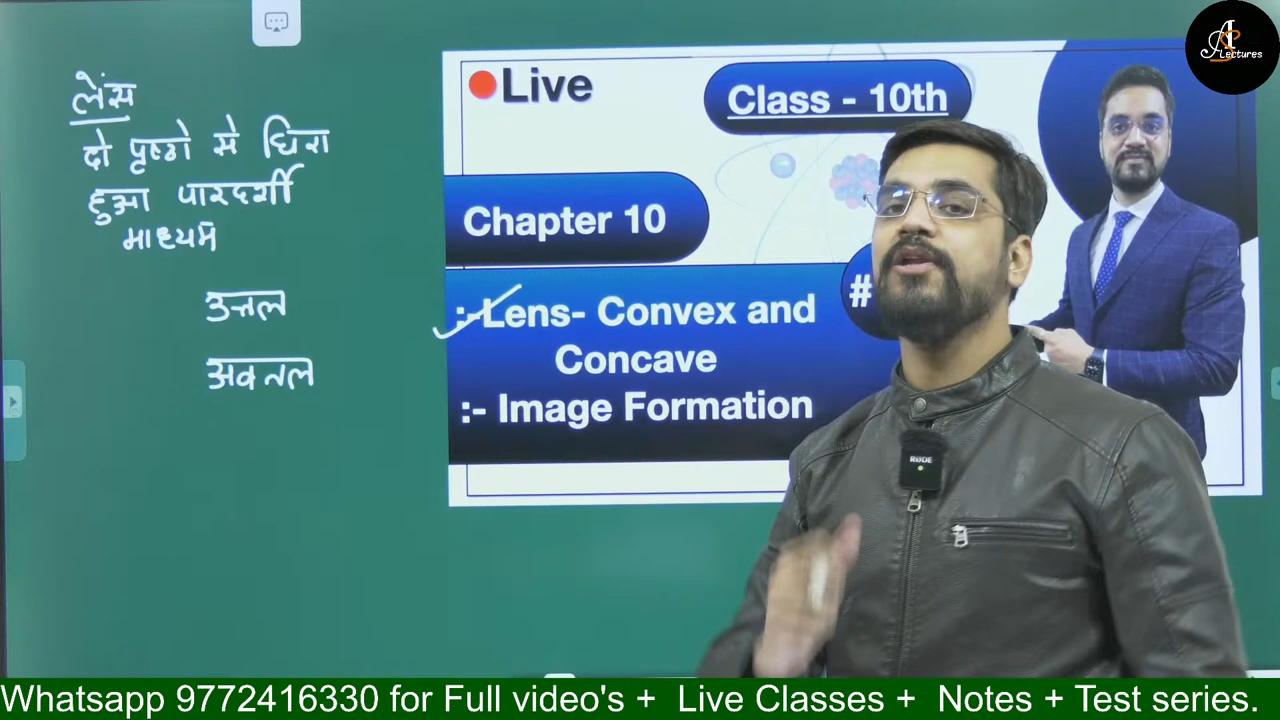 लेंस
दो पृष्ठो से घिरा
हुआ पारदर्शी
माध्यम
उत्तल
अवतल
Live
Class - 10th
Chapter 10
#
:- Lens- Convex and
Concave
:- Image Formation
RØDE
Lectures
Whatsapp 9772416330 for Full video's + Live Classes + Notes + Test series.